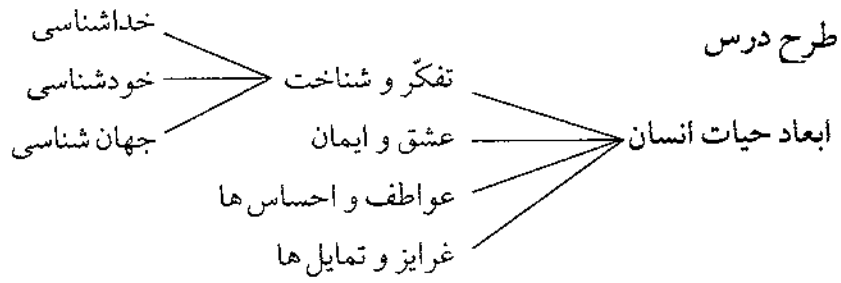 طرح درس
ابعاد حیات انسان
تفکّر و شناخت
خداشناسی
خودشناسی
جهان شناسی
عشق و ایمان
عواطف و احساس ها
غرایز و تمایل ها